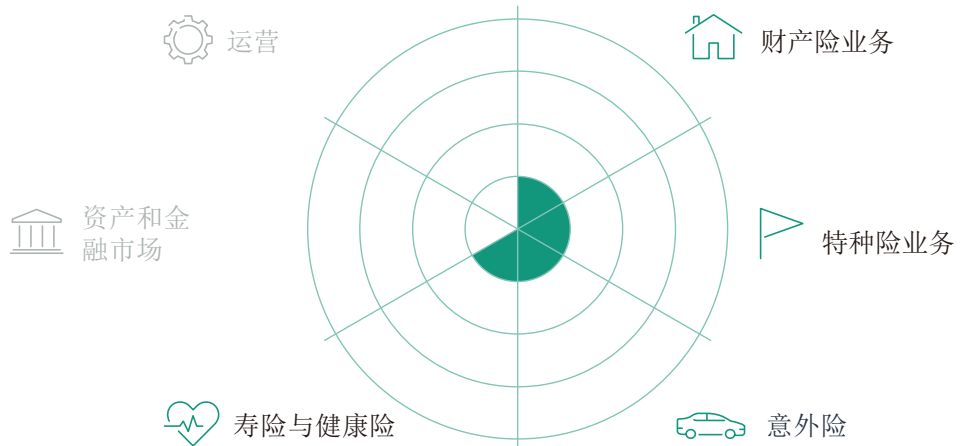 运营
财产险业务
资产和金
融市场
特种险业务
寿险与健康险
意外险